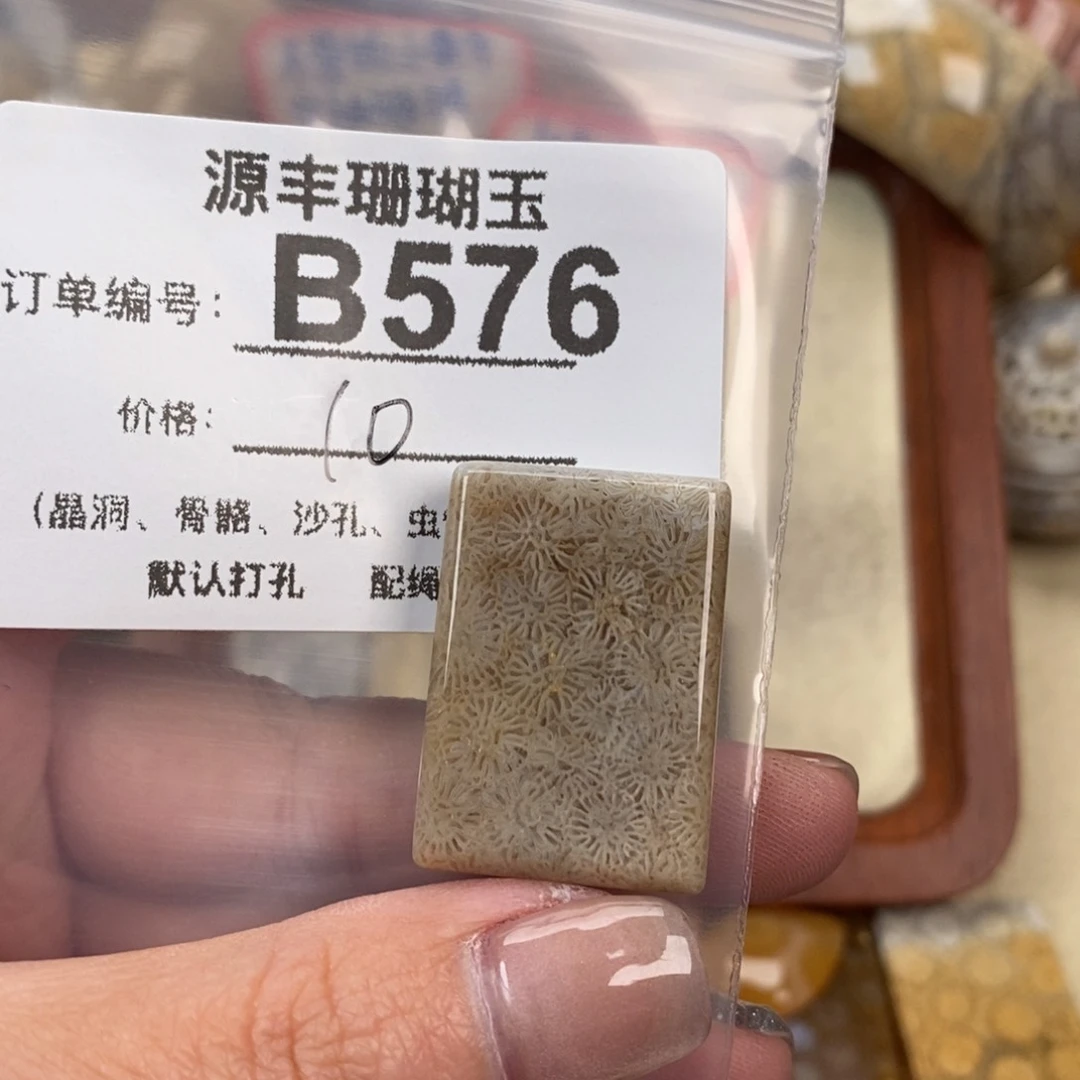 源丰珊瑚玉
订单编号: B576
价格: 10
(晶洞、骨骼、沙孔、虫
默认打孔 配绳